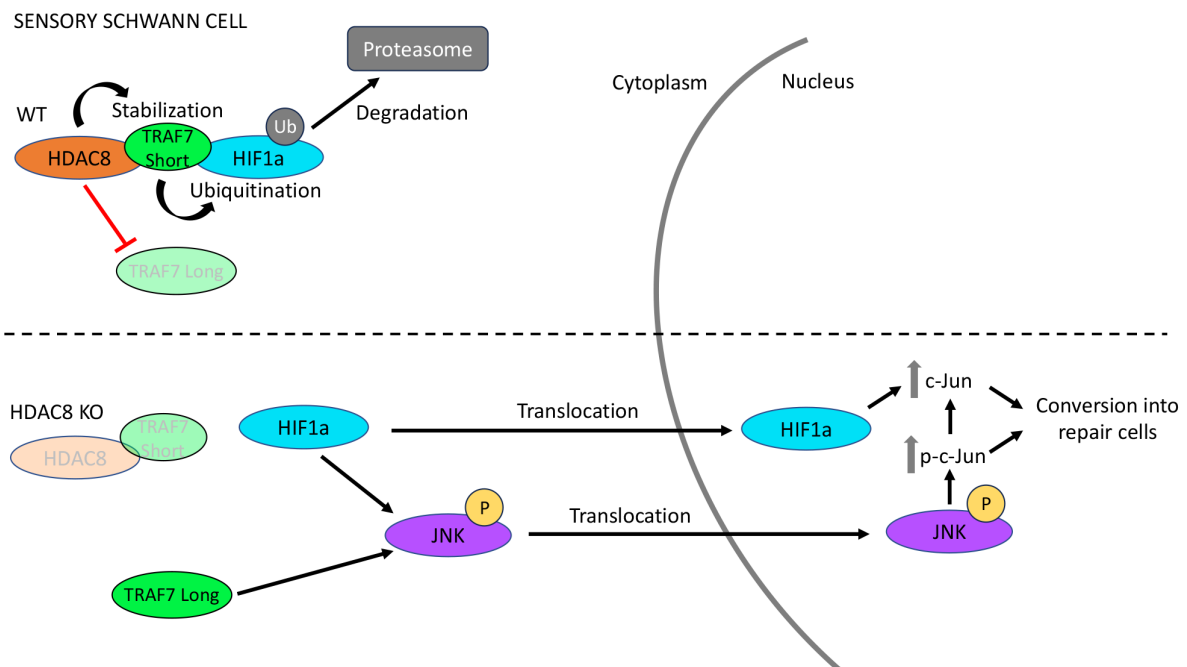 SENSORY SCHWANN CELL
Proteasome
Cytoplasm
Nucleus
WT
Stabilization
Degradation
Ub
HDAC8
TRAF7
Short
HIF1a
Ubiquitination
TRAF7 Long
HDAC8 KO
TRAF7
Short
HDAC8
HIF1a
Translocation
HIF1a
c-Jun
p-c-Jun
Conversion into
repair cells
P
JNK
Translocation
P
JNK
TRAF7 Long